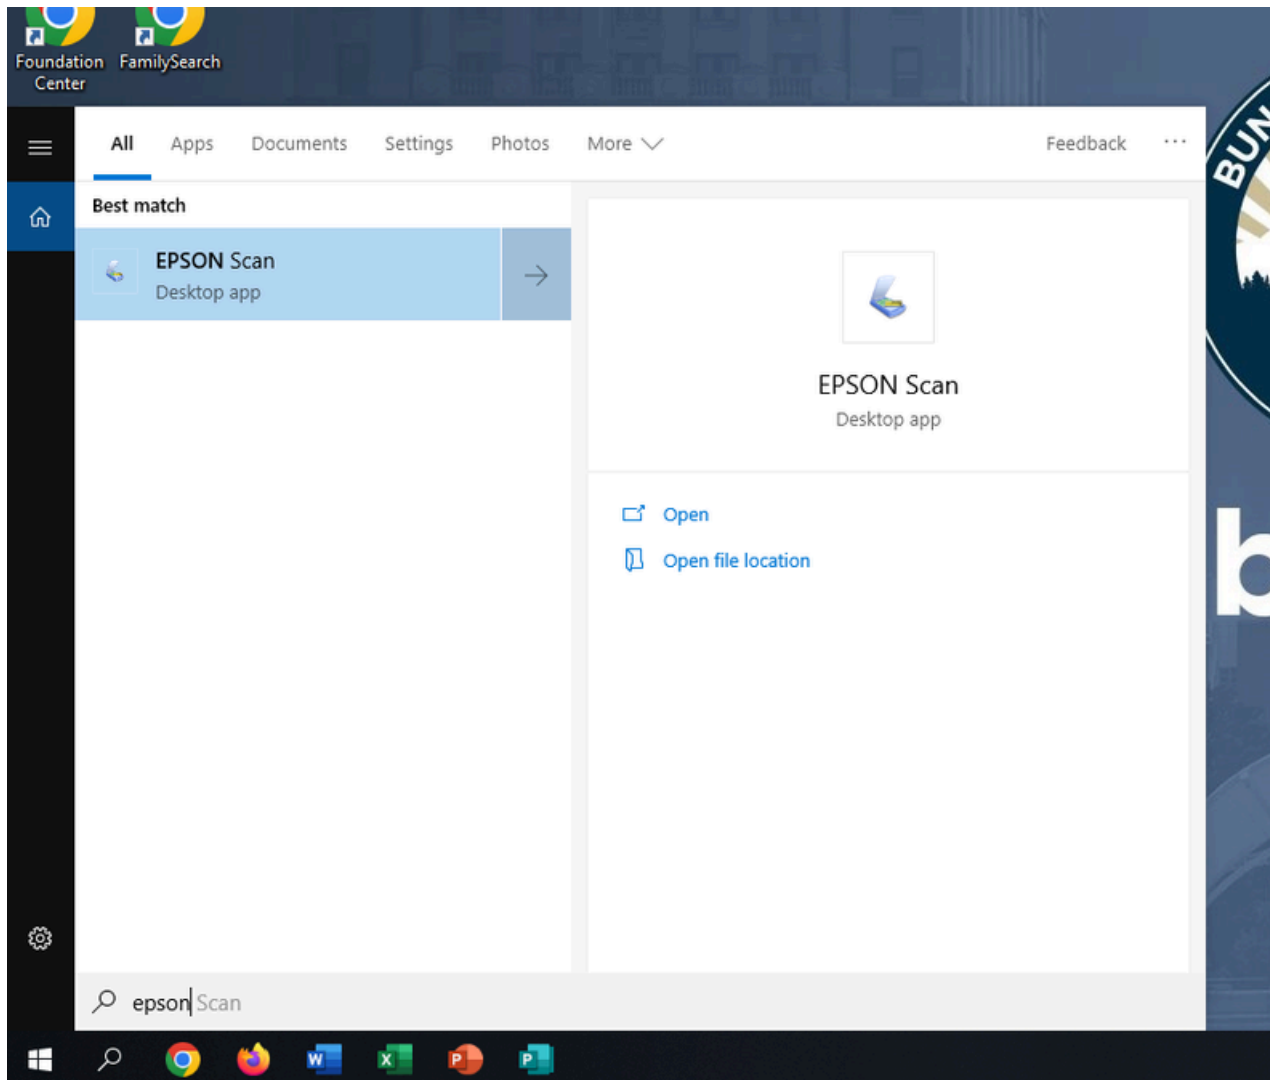 Foundation
Center
FamilySearch
All Apps Documents Settings Photos More Feedback ...
Best match
EPSON Scan
Desktop app
EPSON Scan
Desktop app
Open
Open file location
epson Scan
BUN
b